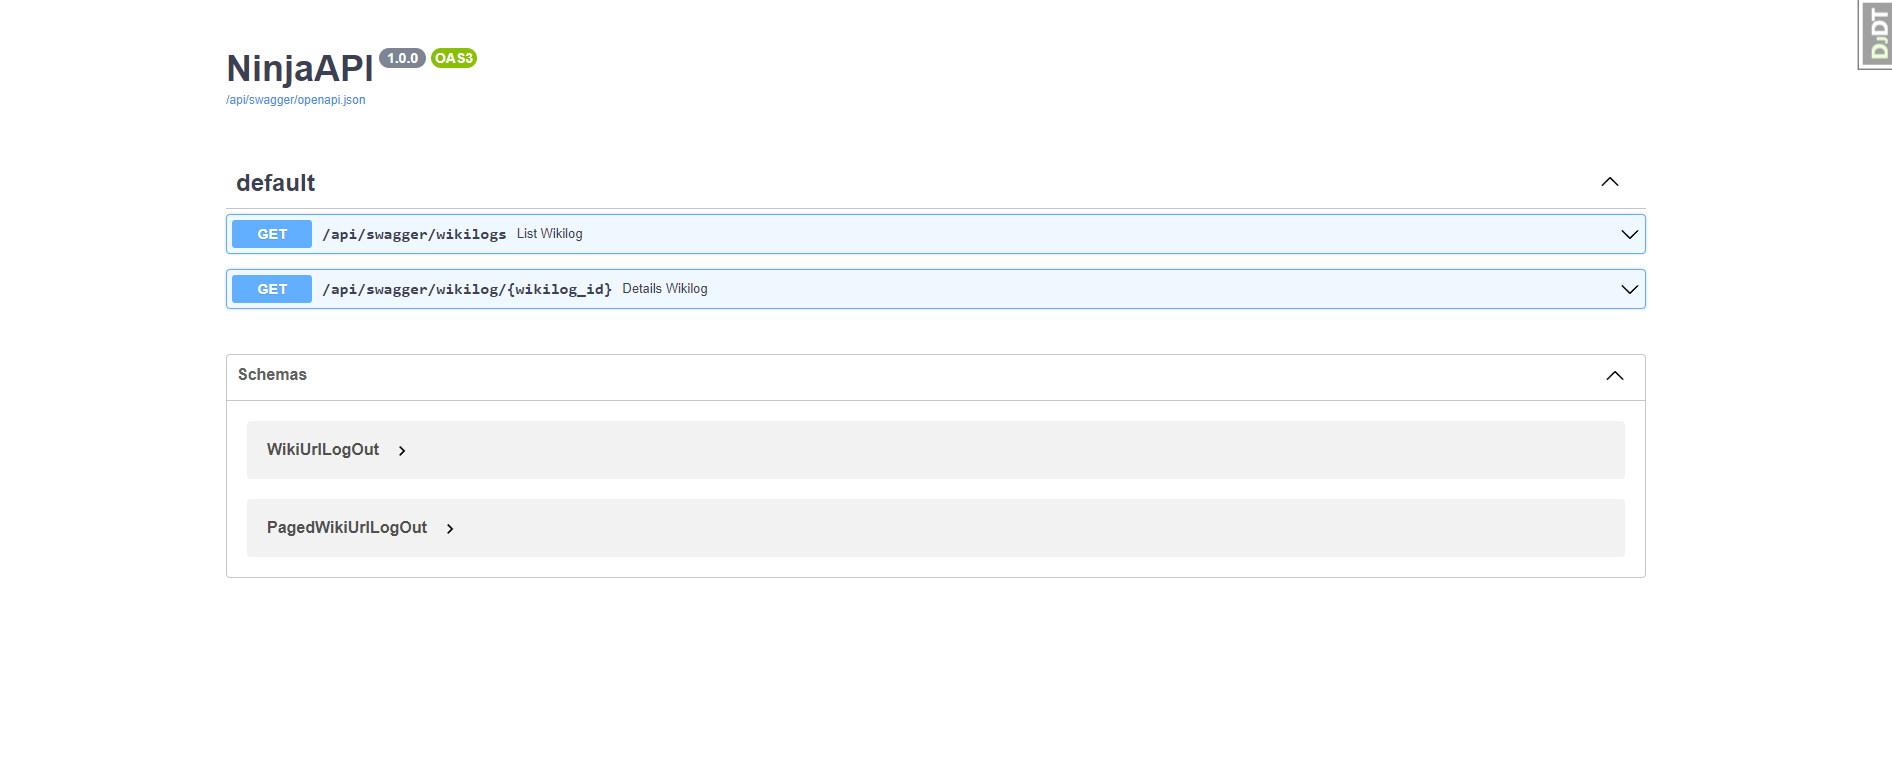 NinjaAPI 1.0.0 OAS3
DJDT
/api/swagger/openapi.json
default
GET /api/swagger/wikilogs List Wikilog
GET /api/swagger/wikilog/{wikilog_id} Details Wikilog
Schemas
WikiUrlLogOut
PagedWikiUrlLogOut